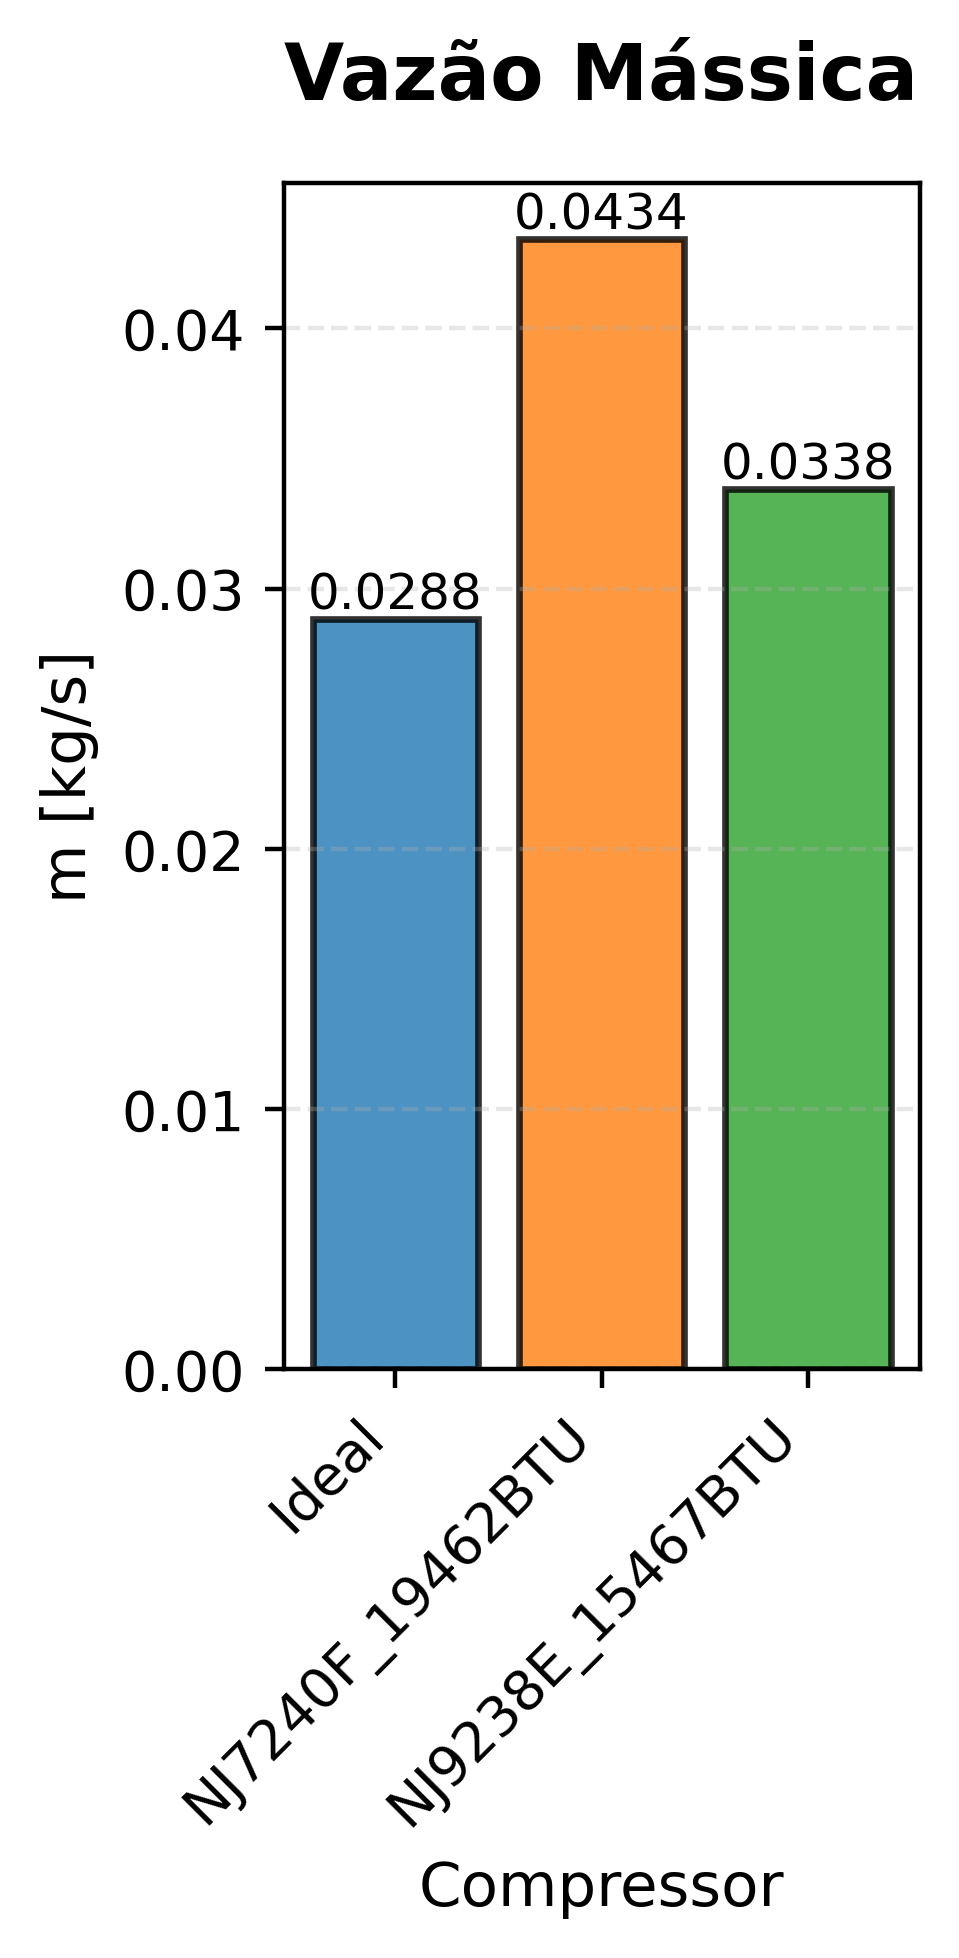 Vazão Mássica
0.0434
0.04
0.0338
0.03
0.0288
m [kg/s]
0.02
0.01
0.00
Ideal
NJ7240F_19462BTU
NJ9238E_15467BTU
Compressor